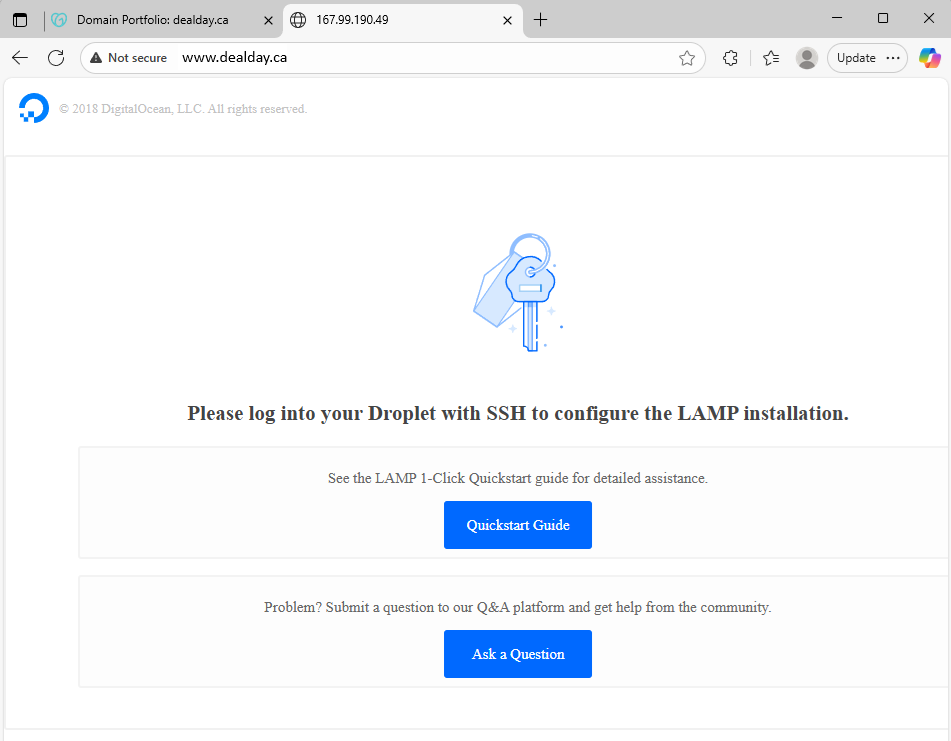 Domain Portfolio: dealday.ca
167.99.190.49
Not secure
www.dealday.ca
Update
© 2018 DigitalOcean, LLC. All rights reserved.
Please log into your Droplet with SSH to configure the LAMP installation.
See the LAMP 1-Click Quickstart guide for detailed assistance.
Quickstart Guide
Problem? Submit a question to our Q&A platform and get help from the community.
Ask a Question